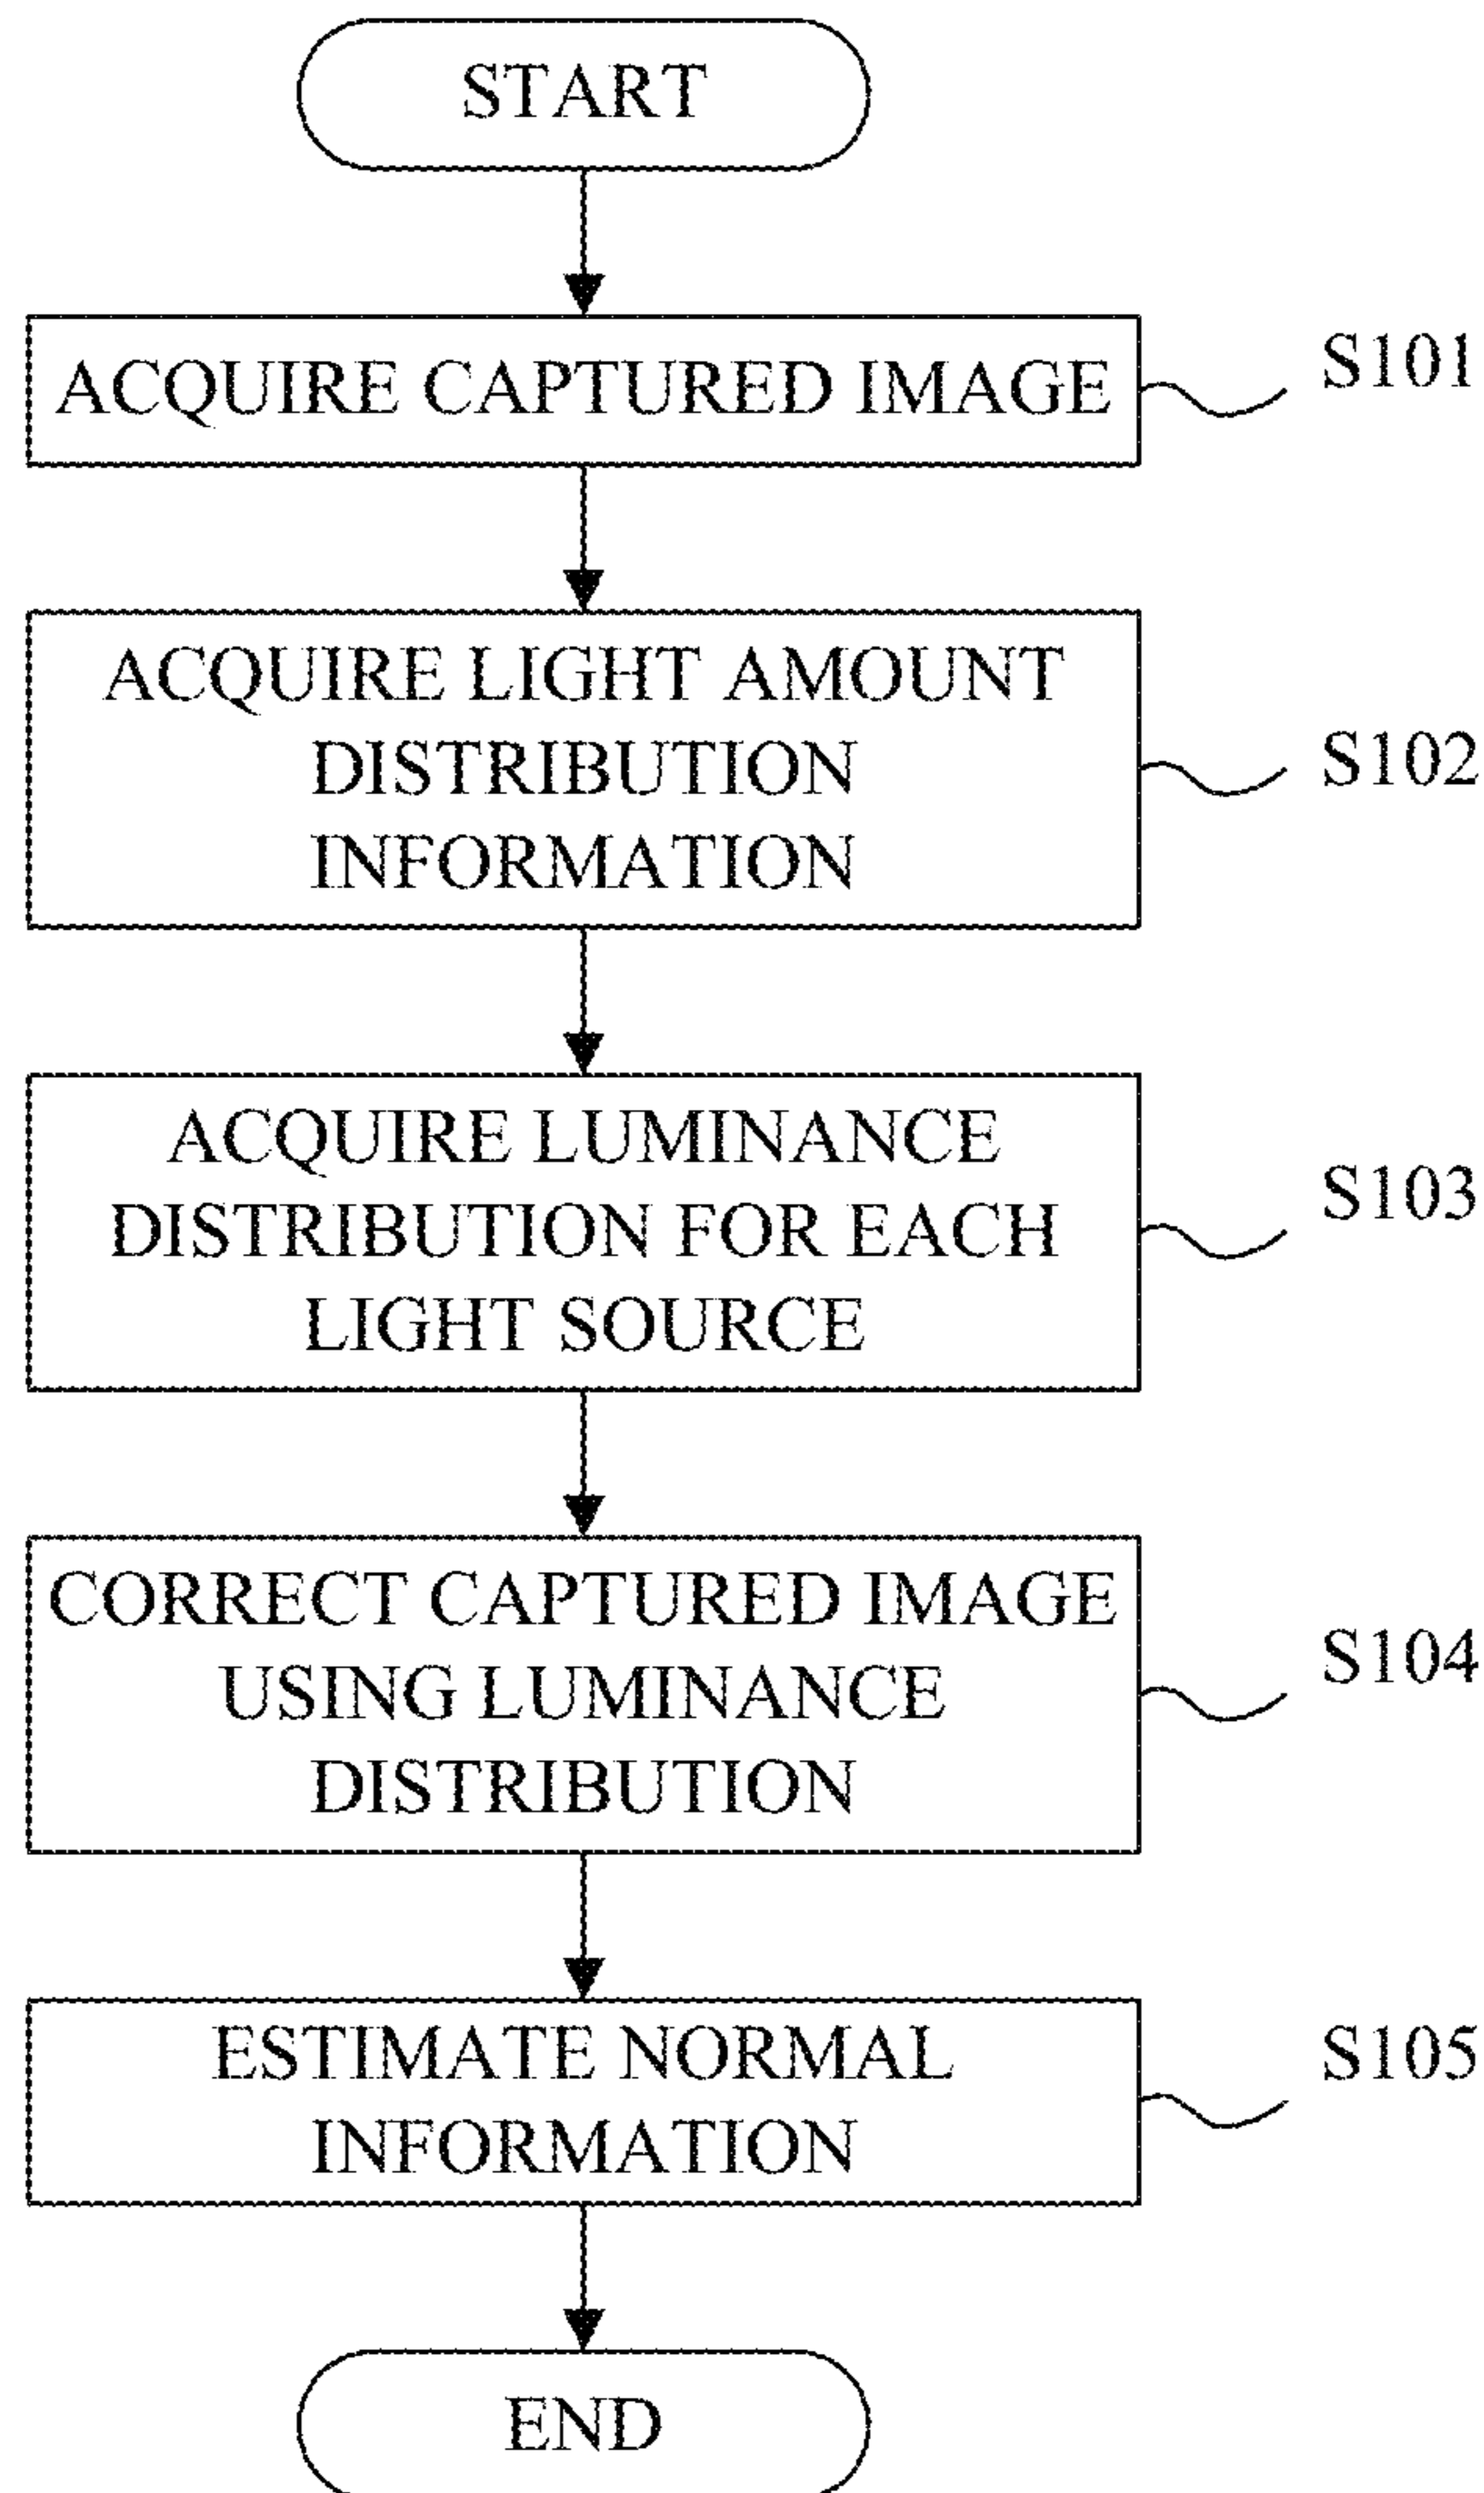 START
ACQUIRE CAPTURED IMAGE
S101
ACQUIRE LIGHT AMOUNT
DISTRIBUTION
INFORMATION
S102
ACQUIRE LUMINANCE
DISTRIBUTION FOR EACH
LIGHT SOURCE
S103
CORRECT CAPTURED IMAGE
USING LUMINANCE
DISTRIBUTION
S104
ESTIMATE NORMAL
INFORMATION
S105
END